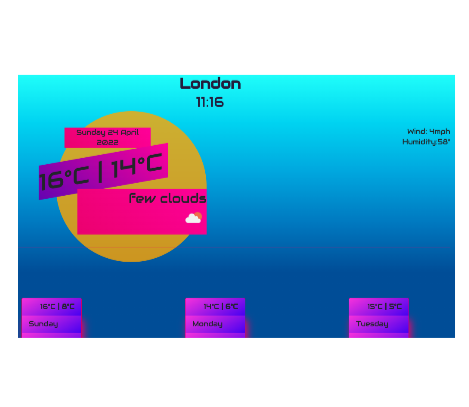 London
11:16
Sunday 24 April
2022
Wind: 4mph
Humidity:58°
16°C | 14°C
few clouds
16°C | 8°C
Sunday
14°C | 6°C
Monday
15°C | 5°C
Tuesday